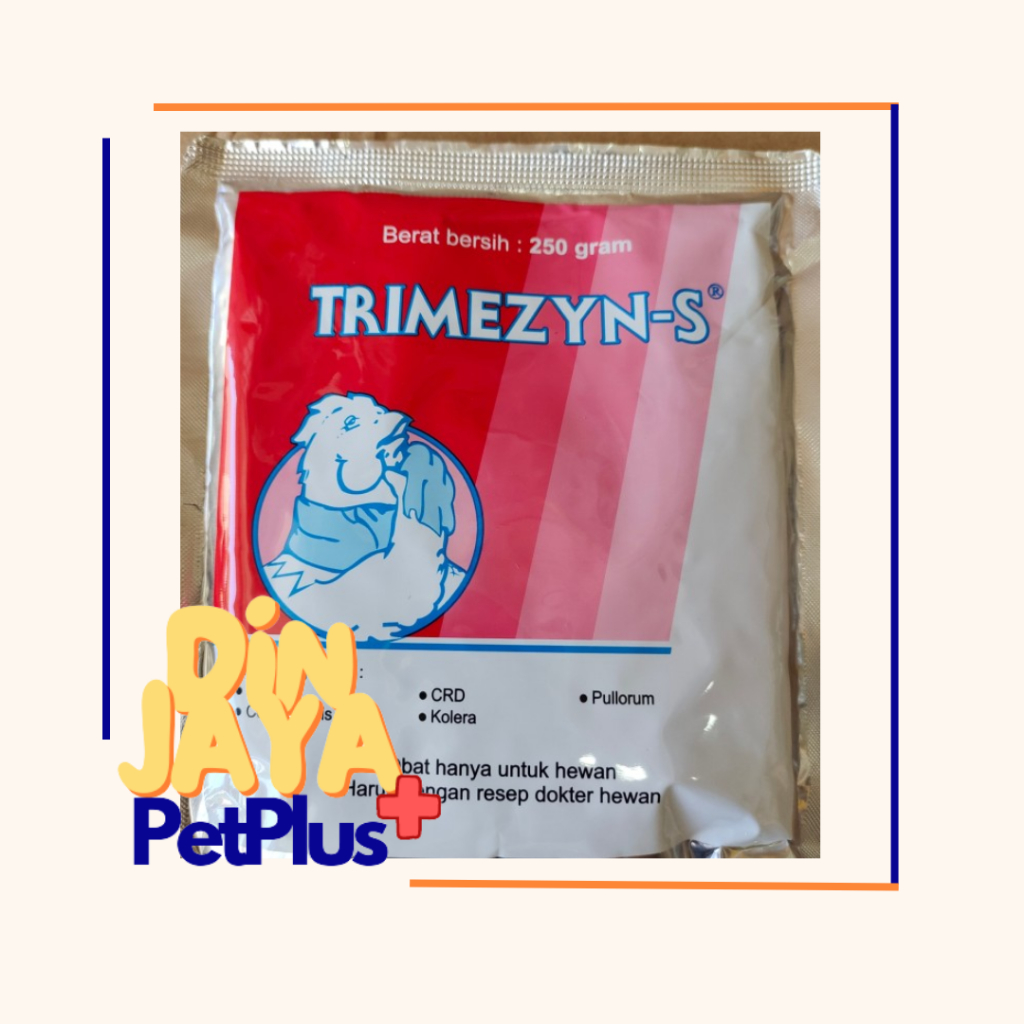 Berat bersih : 250 gram
TRIMEZYN-S®
:
• CRD
• Pullorum
• Kolera
hanya untuk hewan
resep dokter hewan
DiN
JAYA
PetPlus